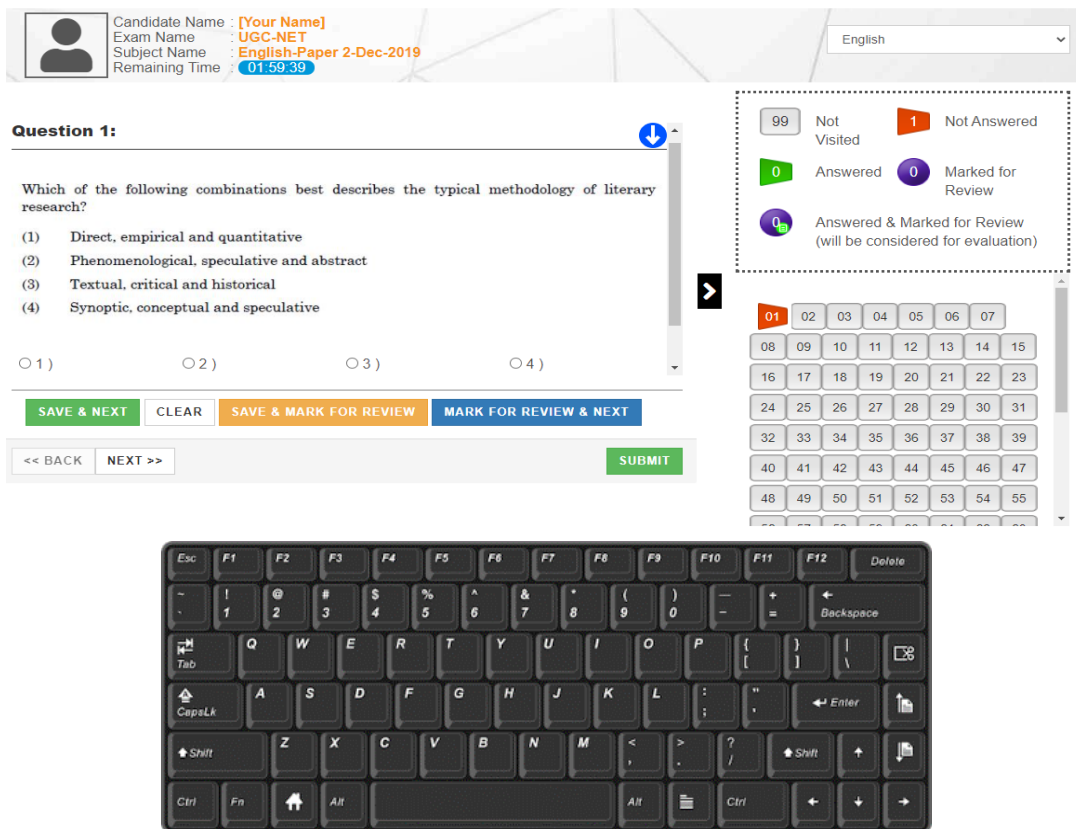 Candidate Name : [Your Name]
Exam Name : UGC-NET
Subject Name : English-Paper 2-Dec-2019
Remaining Time : 01:59:39
English
Question 1:
Which of the following combinations best describes the typical methodology of literary
research?
(1) Direct, empirical and quantitative
(2) Phenomenological, speculative and abstract
(3) Textual, critical and historical
(4) Synoptic, conceptual and speculative
1 ) 2 ) 3 ) 4 )
SAVE & NEXT CLEAR SAVE & MARK FOR REVIEW MARK FOR REVIEW & NEXT
<< BACK NEXT >> SUBMIT
99 Not
Visited
1 Not Answered
0 Answered
0 Marked for
Review
0 Answered & Marked for Review
(will be considered for evaluation)
01 02 03 04 05 06 07
08 09 10 11 12 13 14 15
16 17 18 19 20 21 22 23
24 25 26 27 28 29 30 31
32 33 34 35 36 37 38 39
40 41 42 43 44 45 46 47
48 49 50 51 52 53 54 55
Esc F1 F2 F3 F4 F5 F6 F7 F8 F9 F10 F11 F12 Delete
~ ! @ # $ % ^ & * ( ) — + ←
` 1 2 3 4 5 6 7 8 9 0 - = Backspace
Tab Q W E R T Y U I O P { [ } ] | \
CapsLk A S D F G H J K L : ; " ' Enter
Shift Z X C V B N M < , > . ? / Shift ↑
Ctrl Fn Alt Alt Ctrl ← ↓ →